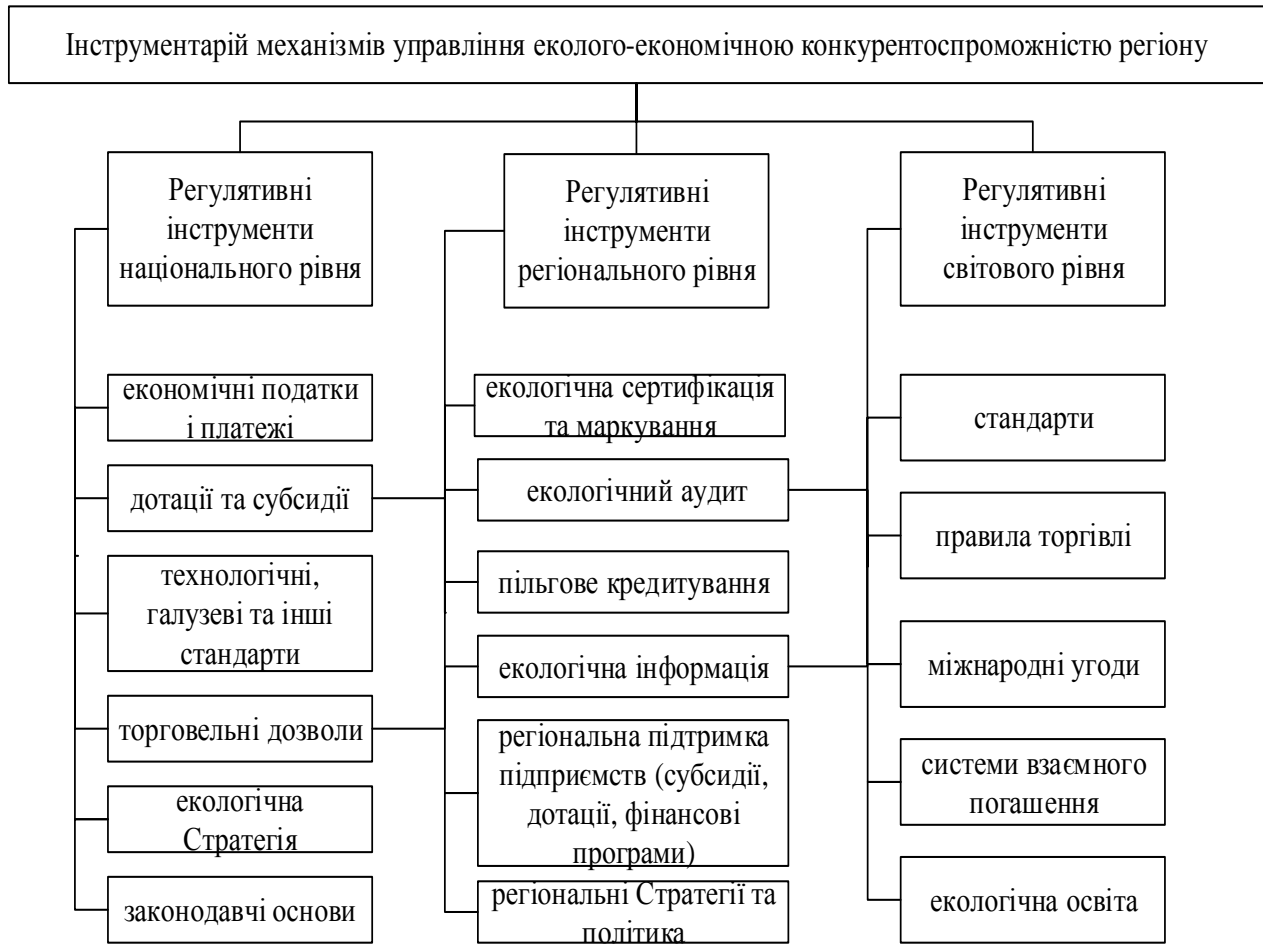 Інструментарій механізмів управління еколого-економічною конкурентоспроможністю регіону
Регулятивні
інструменти
національного рівня
економічні податки
і платежі
дотації та субсидії
технологічні,
галузеві та інші
стандарти
торговельні дозволи
екологічна
Стратегія
законодавчі основи
Регулятивні
інструменти
регіонального рівня
екологічна сертифікація
та маркування
екологічний аудит
пільгове кредитування
екологічна інформація
регіональна підтримка
підприємств (субсидії,
дотації, фінансові
програми)
регіональні Стратегії та
політика
Регулятивні
інструменти
світового рівня
стандарти
правила торгівлі
міжнародні угоди
системи взаємного
погашення
екологічна освіта